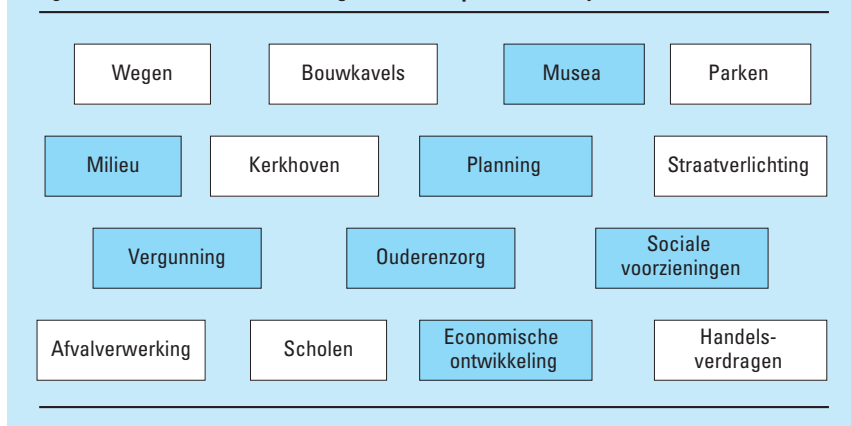 Wegen
Bouwkavels
Musea
Parken
Milieu
Kerkhoven
Planning
Straatverlichting
Vergunning
Ouderenzorg
Sociale
voorzieningen
Afvalverwerking
Scholen
Economische
ontwikkeling
Handels-
verdragen